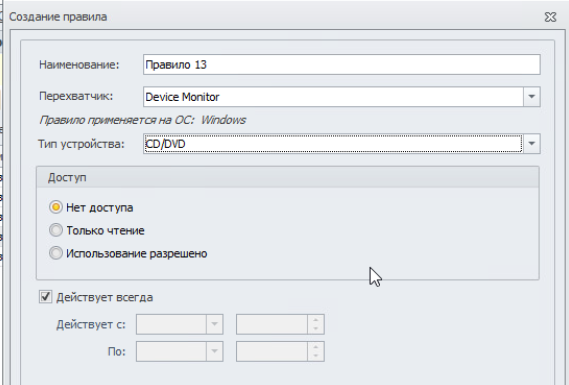 Создание правила
Наименование: Правило 13
Перехватчик: Device Monitor
Правило применяется на ОС: Windows
Тип устройства: CD/DVD
Доступ
Нет доступа
Только чтение
Использование разрешено
Действует всегда
Действует с:
По: